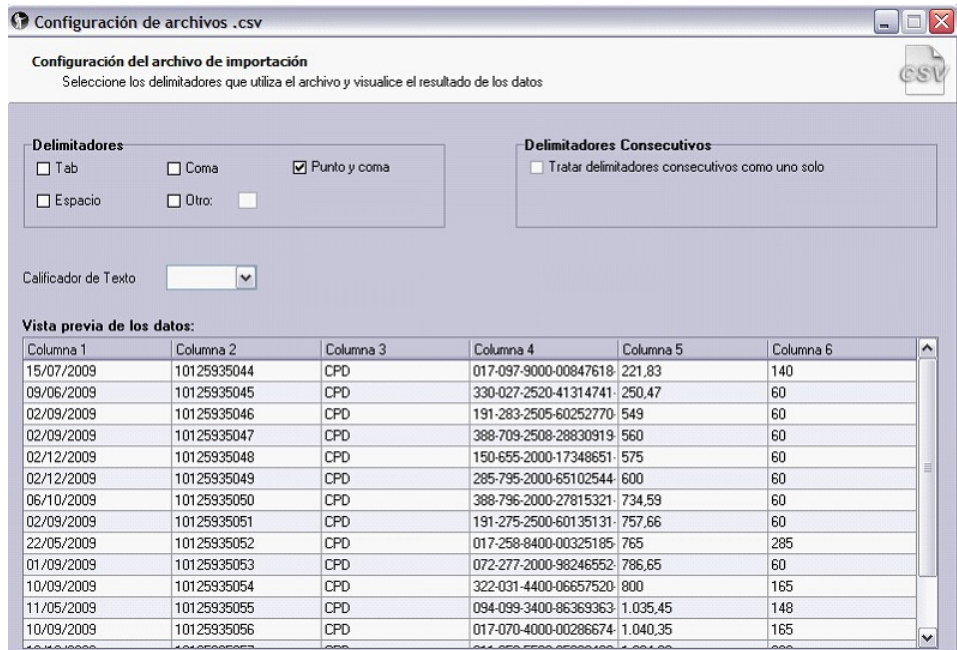 Configuración de archivos .csv
Configuración del archivo de importación
Seleccione los delimitadores que utiliza el archivo y visualice el resultado de los datos
CSV
Delimitadores
Tab Coma Punto y coma
Espacio Otro:
Delimitadores Consecutivos
Tratar delimitadores consecutivos como uno solo
Calificador de Texto
Vista previa de los datos:
Columna 1 Columna 2 Columna 3 Columna 4 Columna 5 Columna 6
15/07/2009 10125935044 CPD 017-097-9000-00847618- 221,83 140
09/06/2009 10125935045 CPD 330-027-2520-41314741- 250,47 60
02/09/2009 10125935046 CPD 191-283-2505-60252770- 549 60
02/09/2009 10125935047 CPD 388-709-2508-28830919- 560 60
02/12/2009 10125935048 CPD 150-655-2000-17348651- 575 60
02/12/2009 10125935049 CPD 285-795-2000-65102544- 600 60
06/10/2009 10125935050 CPD 388-796-2000-27815321- 734,59 60
02/09/2009 10125935051 CPD 191-275-2500-60135131- 757,66 60
22/05/2009 10125935052 CPD 017-258-8400-00325185- 765 285
01/09/2009 10125935053 CPD 072-277-2000-98246552- 786,65 60
10/09/2009 10125935054 CPD 322-031-4400-06657520- 800 165
11/05/2009 10125935055 CPD 094-099-3400-86369363- 1.035,45 148
10/09/2009 10125935056 CPD 017-070-4000-00286674- 1.040,35 165